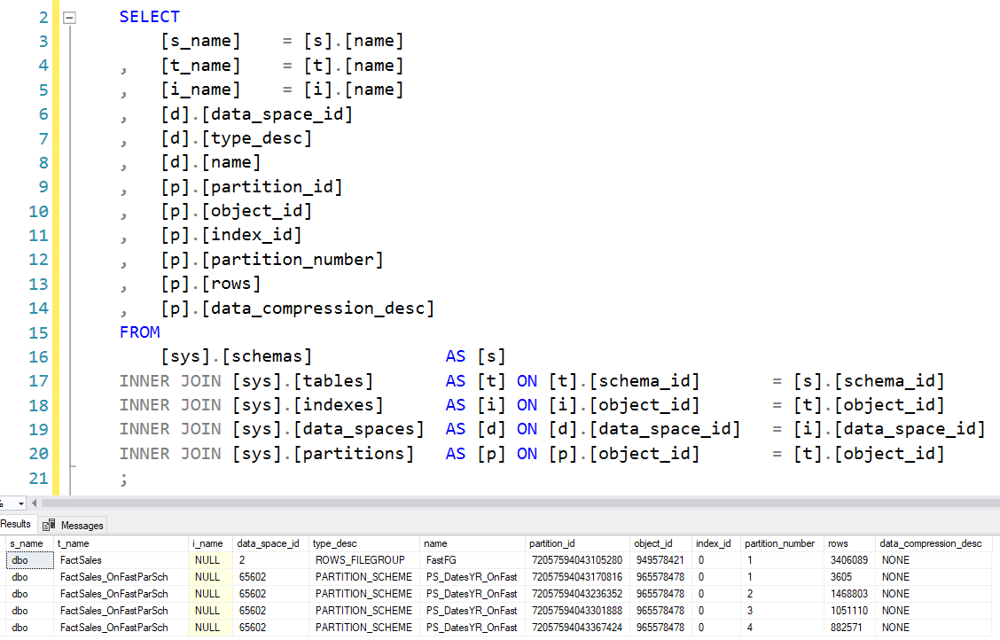 2 SELECT
3 [s_name] = [s].[name]
4 , [t_name] = [t].[name]
5 , [i_name] = [i].[name]
6 , [d].[data_space_id]
7 , [d].[type_desc]
8 , [d].[name]
9 , [p].[partition_id]
10 , [p].[object_id]
11 , [p].[index_id]
12 , [p].[partition_number]
13 , [p].[rows]
14 , [p].[data_compression_desc]
15 FROM
16 [sys].[schemas] AS [s]
17 INNER JOIN [sys].[tables] AS [t] ON [t].[schema_id] = [s].[schema_id]
18 INNER JOIN [sys].[indexes] AS [i] ON [i].[object_id] = [t].[object_id]
19 INNER JOIN [sys].[data_spaces] AS [d] ON [d].[data_space_id] = [i].[data_space_id]
20 INNER JOIN [sys].[partitions] AS [p] ON [p].[object_id] = [t].[object_id]
21 ;
%
Results Messages
s_name t_name i_name data_space_id type_desc name partition_id object_id index_id partition_number rows data_compression_desc
dbo FactSales NULL 2 ROWS_FILEGROUP FastFG 72057594043105280 949578421 0 1 3406089 NONE
dbo FactSales_OnFastParSch NULL 65602 PARTITION_SCHEME PS_DatesYR_OnFast 72057594043170816 965578478 0 1 3605 NONE
dbo FactSales_OnFastParSch NULL 65602 PARTITION_SCHEME PS_DatesYR_OnFast 72057594043236352 965578478 0 2 1468803 NONE
dbo FactSales_OnFastParSch NULL 65602 PARTITION_SCHEME PS_DatesYR_OnFast 72057594043301888 965578478 0 3 1051110 NONE
dbo FactSales_OnFastParSch NULL 65602 PARTITION_SCHEME PS_DatesYR_OnFast 72057594043367424 965578478 0 4 882571 NONE